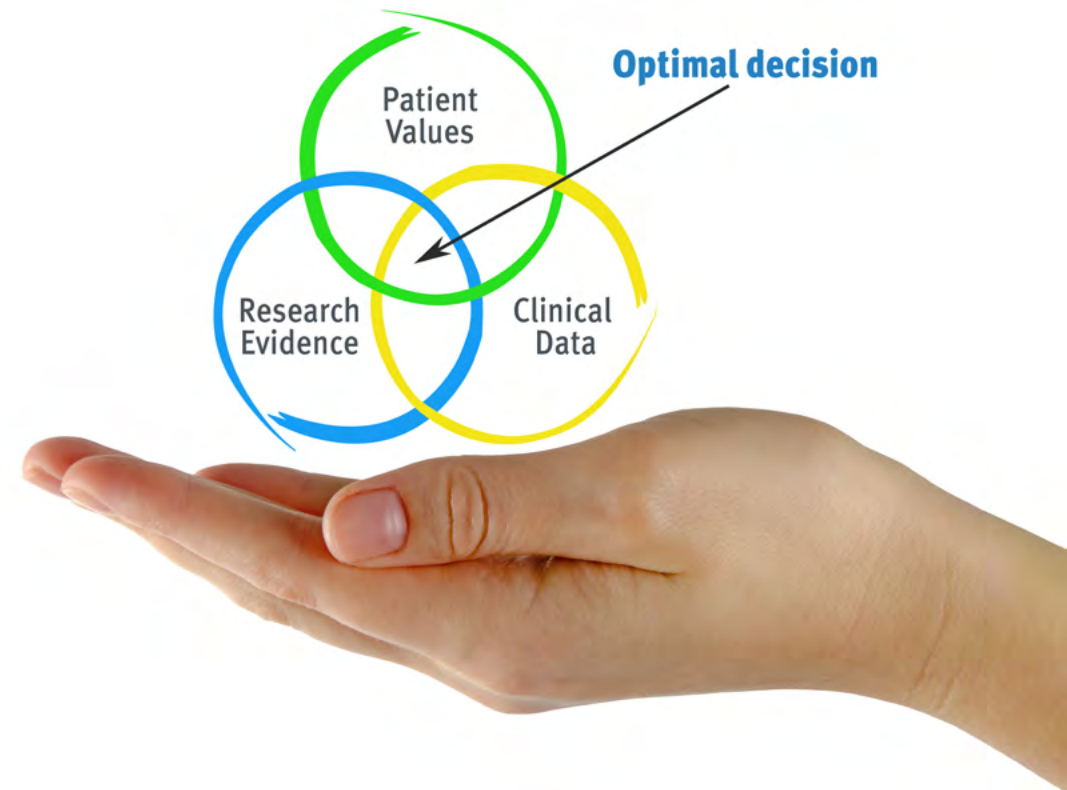 Optimal decision
Patient
Values
Research
Evidence
Clinical
Data